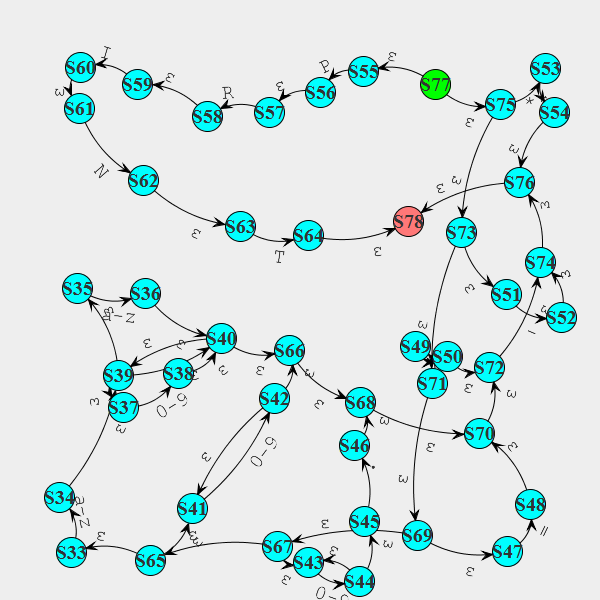 S60
I
S59
ε
S55
P
ε
S77
S53
S61
ε
R
S58
S57
ε
S56
ε
S75
*
S54
N
S62
ε
S76
ε
ε
ε
S63
ε
S64
T
ε
S78
S73
S74
ε
ε
S35
S36
a-z
S51
ε
S52
ε
S40
ε
ε
S66
ε
ε
S49
S50
S72
ε
S39
S38
ε
S71
ε
S37
0-9
ε
S42
ε
S68
ε
S70
ε
ε
0-9
S46
.
ε
S34
a-z
S41
ε
S48
=
S33
ε
S65
S67
ε
S45
S69
S47
ε
S43
ε
S44
ε
0-9